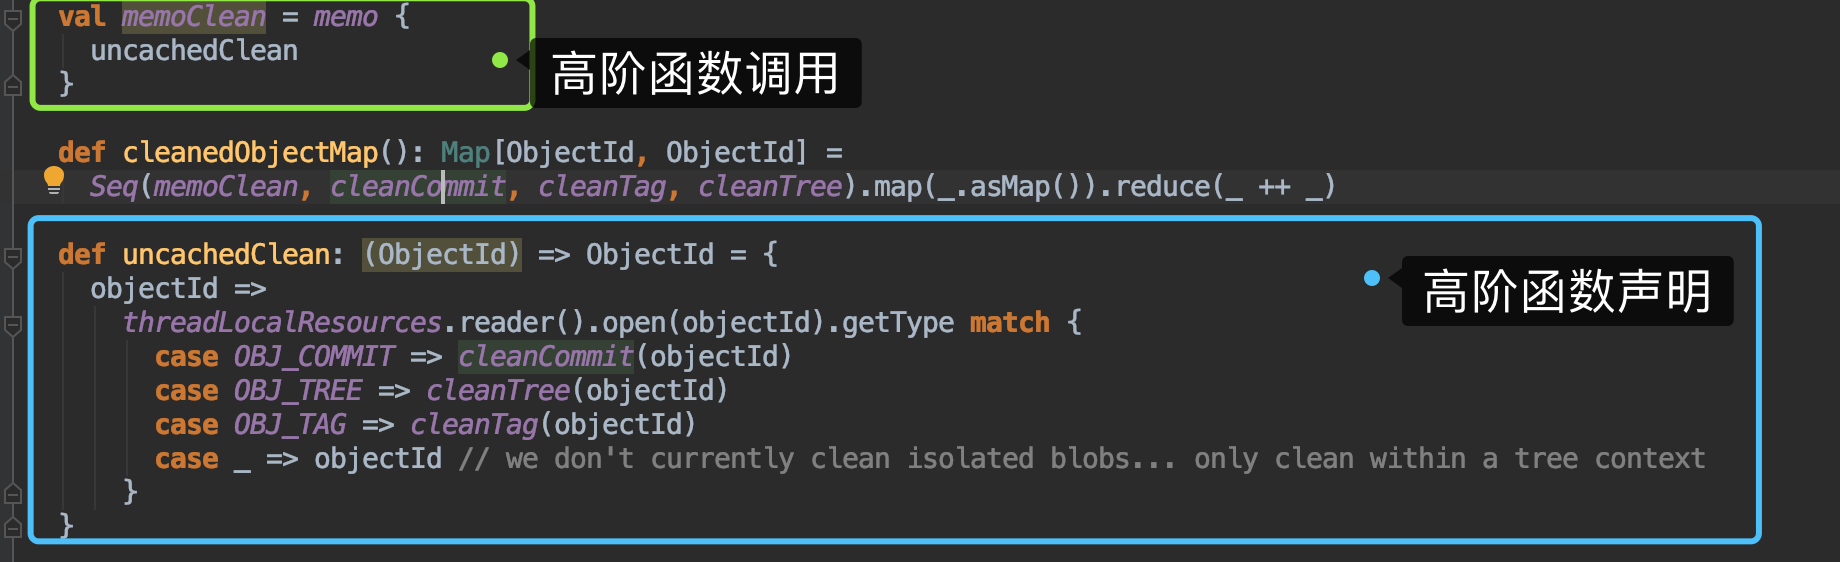 val memoClean = memo {
uncachedClean
}
高阶函数调用
def cleanedObjectMap(): Map[ObjectId, ObjectId] =
Seq(memoClean, cleanCommit, cleanTag, cleanTree).map(_.asMap()).reduce(_ ++ _)
def uncachedClean: (ObjectId) => ObjectId = {
高阶函数声明
objectId =>
threadLocalResources.reader().open(objectId).getType match {
case OBJ_COMMIT => cleanCommit(objectId)
case OBJ_TREE => cleanTree(objectId)
case OBJ_TAG => cleanTag(objectId)
case _ => objectId // we don't currently clean isolated blobs... only clean within a tree context
}
}